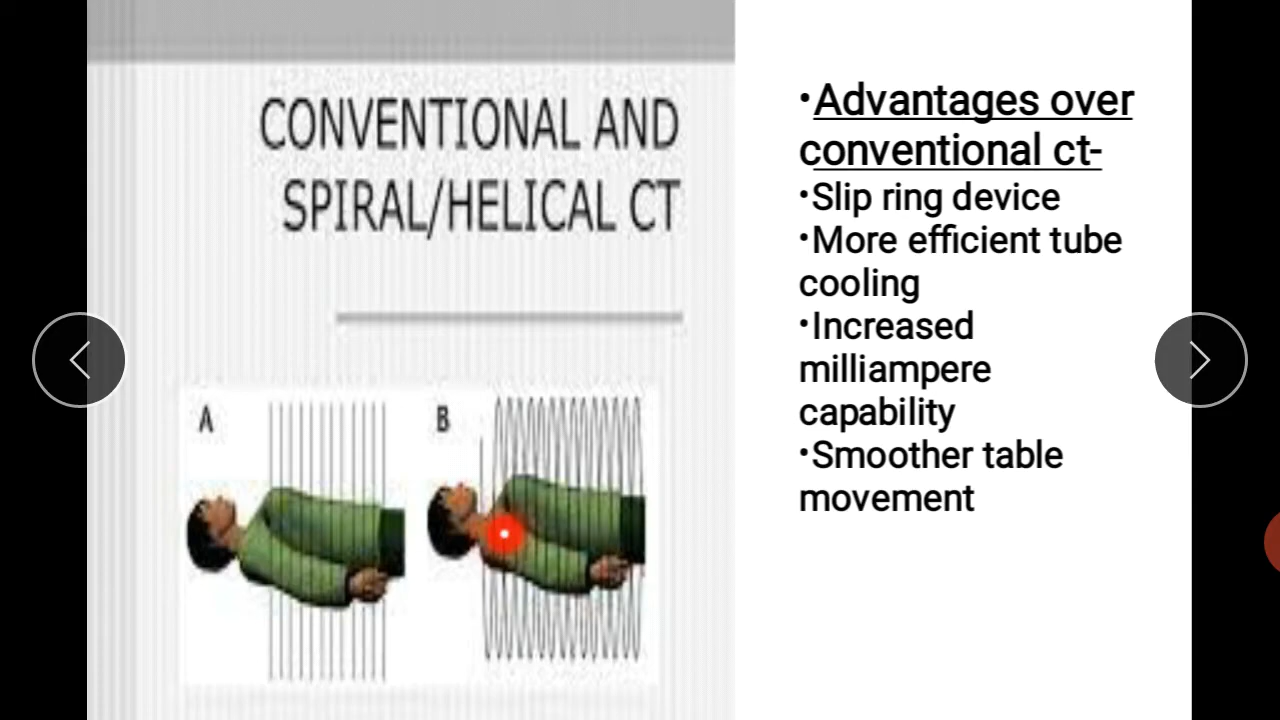 CONVENTIONAL AND
SPIRAL/HELICAL CT
A
B
•Advantages over
conventional ct-
•Slip ring device
•More efficient tube
cooling
•Increased
milliampere
capability
•Smoother table
movement